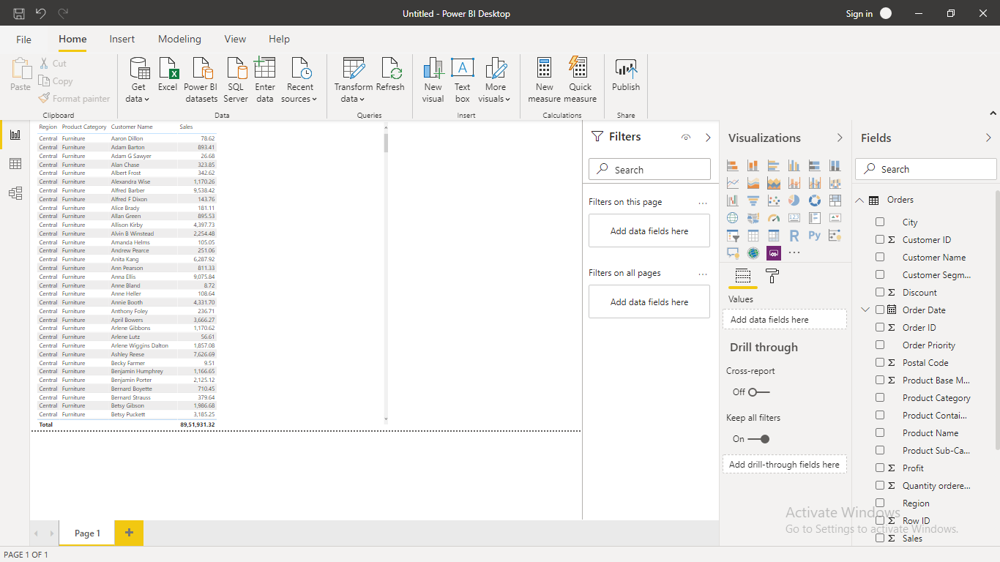 Untitled - Power BI Desktop
Sign in
File
Home
Insert
Modeling
View
Help
Paste
Cut
Copy
Format painter
Clipboard
Get data
Excel
Power BI datasets
SQL Server
Enter data
Recent sources
Data
Transform data
Refresh
Queries
New visual
Text box
More visuals
Insert
New measure
Quick measure
Calculations
Publish
Share
Region Product Category Customer Name Sales
Central Furniture Aaron Dillon 78.62
Central Furniture Adam Barton 893.41
Central Furniture Adam G Sawyer 26.68
Central Furniture Alan Chase 323.85
Central Furniture Albert Frost 342.62
Central Furniture Alexandra Wise 1,170.26
Central Furniture Alfred Barber 9,538.42
Central Furniture Alfred F Dixon 143.76
Central Furniture Alice Brady 181.11
Central Furniture Allan Green 895.53
Central Furniture Allison Kirby 4,397.73
Central Furniture Alvin B Winstead 2,254.48
Central Furniture Amanda Helms 105.05
Central Furniture Andrew Pearce 251.06
Central Furniture Anita Kang 6,287.92
Central Furniture Ann Pearson 811.33
Central Furniture Anna Ellis 9,075.84
Central Furniture Anne Bland 8.72
Central Furniture Anne Heller 108.64
Central Furniture Annie Booth 4,331.70
Central Furniture Anthony Foley 236.71
Central Furniture April Bowers 3,666.27
Central Furniture Arlene Gibbons 1,170.62
Central Furniture Arlene Lutz 56.61
Central Furniture Arlene Wiggins Dalton 1,857.08
Central Furniture Ashley Reese 7,626.69
Central Furniture Becky Farmer 9.51
Central Furniture Benjamin Humphrey 1,166.65
Central Furniture Benjamin Porter 2,125.12
Central Furniture Bernard Boyette 710.45
Central Furniture Bernard Strauss 379.64
Central Furniture Betsy Gibson 1,986.68
Central Furniture Betsy Puckett 3,185.25
Total 89,51,931.32
Filters
Search
Filters on this page ...
Add data fields here
Filters on all pages ...
Add data fields here
Visualizations
R
Py
...
Values
Add data fields here
Drill through
Cross-report
Off
Keep all filters
On
Add drill-through fields here
Fields
Search
Orders
City
Σ Customer ID
Customer Name
Customer Segm...
Σ Discount
Order Date
Σ Order ID
Order Priority
Σ Postal Code
Σ Product Base M...
Product Category
Product Contai...
Product Name
Product Sub-Ca...
Σ Profit
Σ Quantity ordere...
Region
Σ Row ID
Σ Sales
Activate Windows
Go to Settings to activate Windows.
Page 1
+
PAGE 1 OF 1